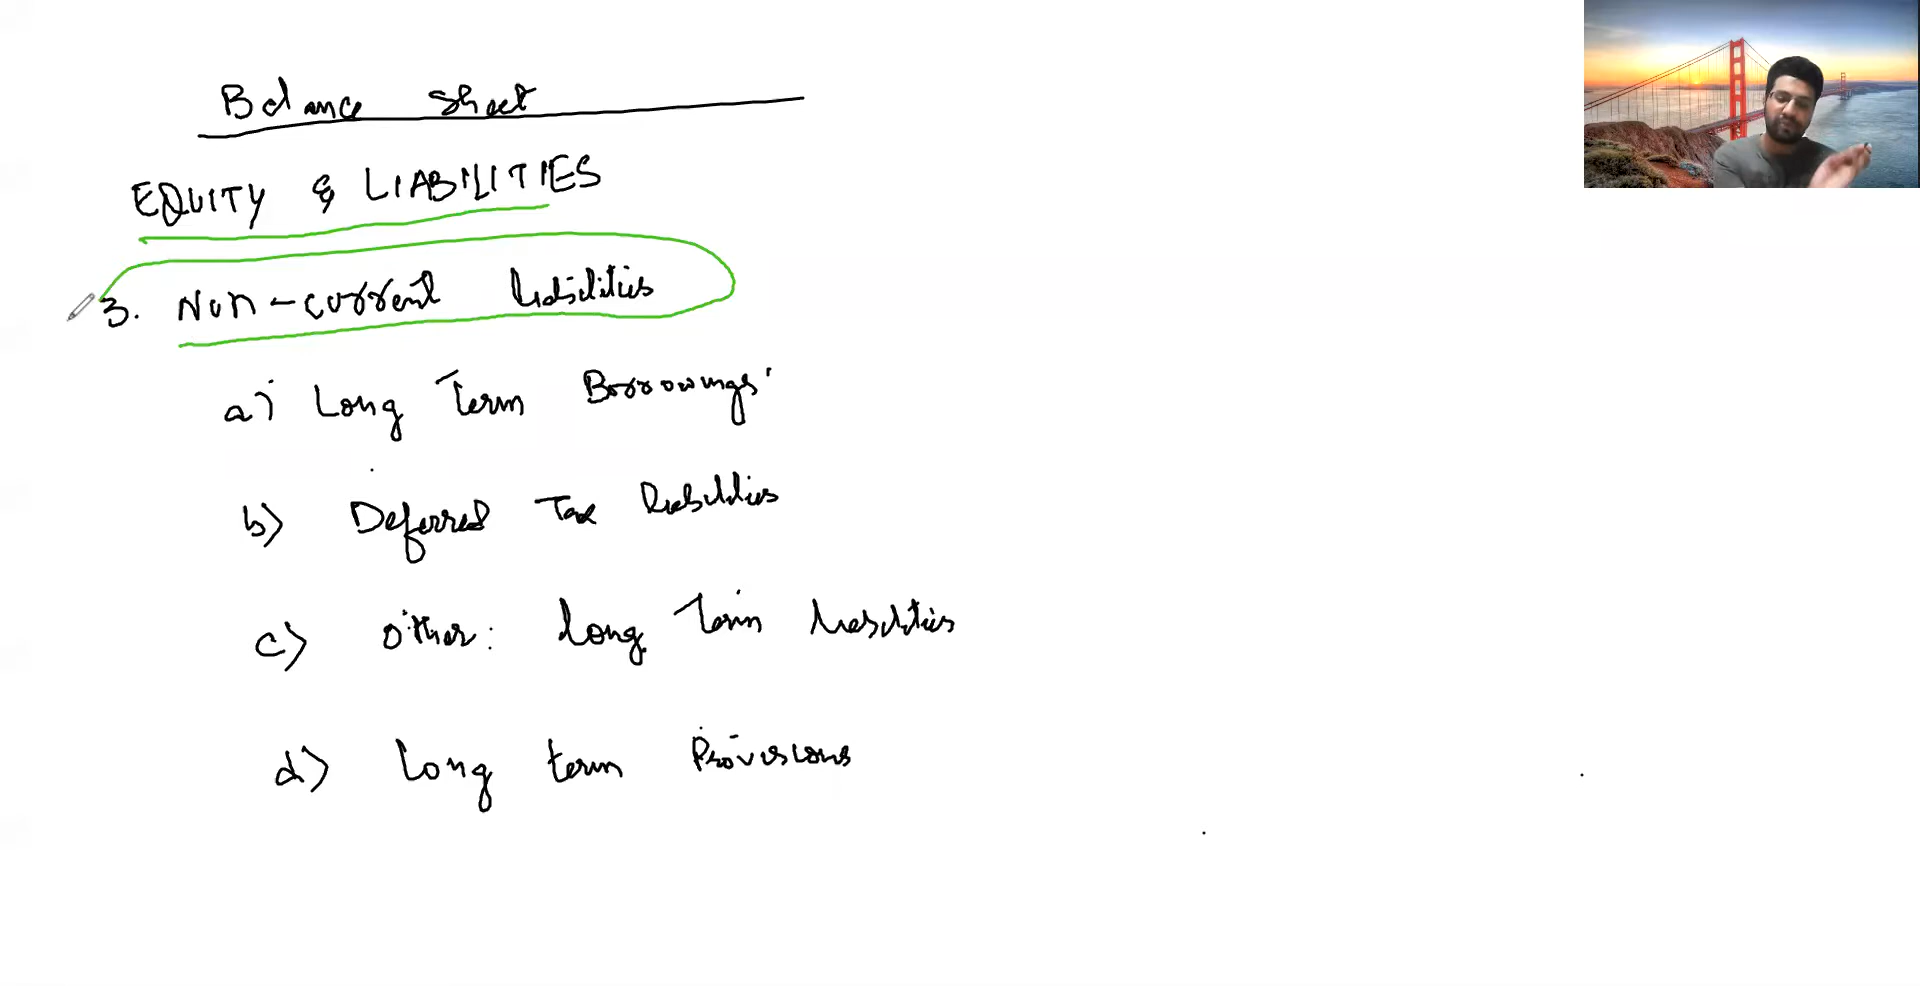 Balance Sheet
EQUITY & LIABILITIES
3. Non-current liabilities
a) Long Term Borrowings
b) Deferred Tax Liabilities
c) Other: Long Term Liabilities
d) Long term Provisions